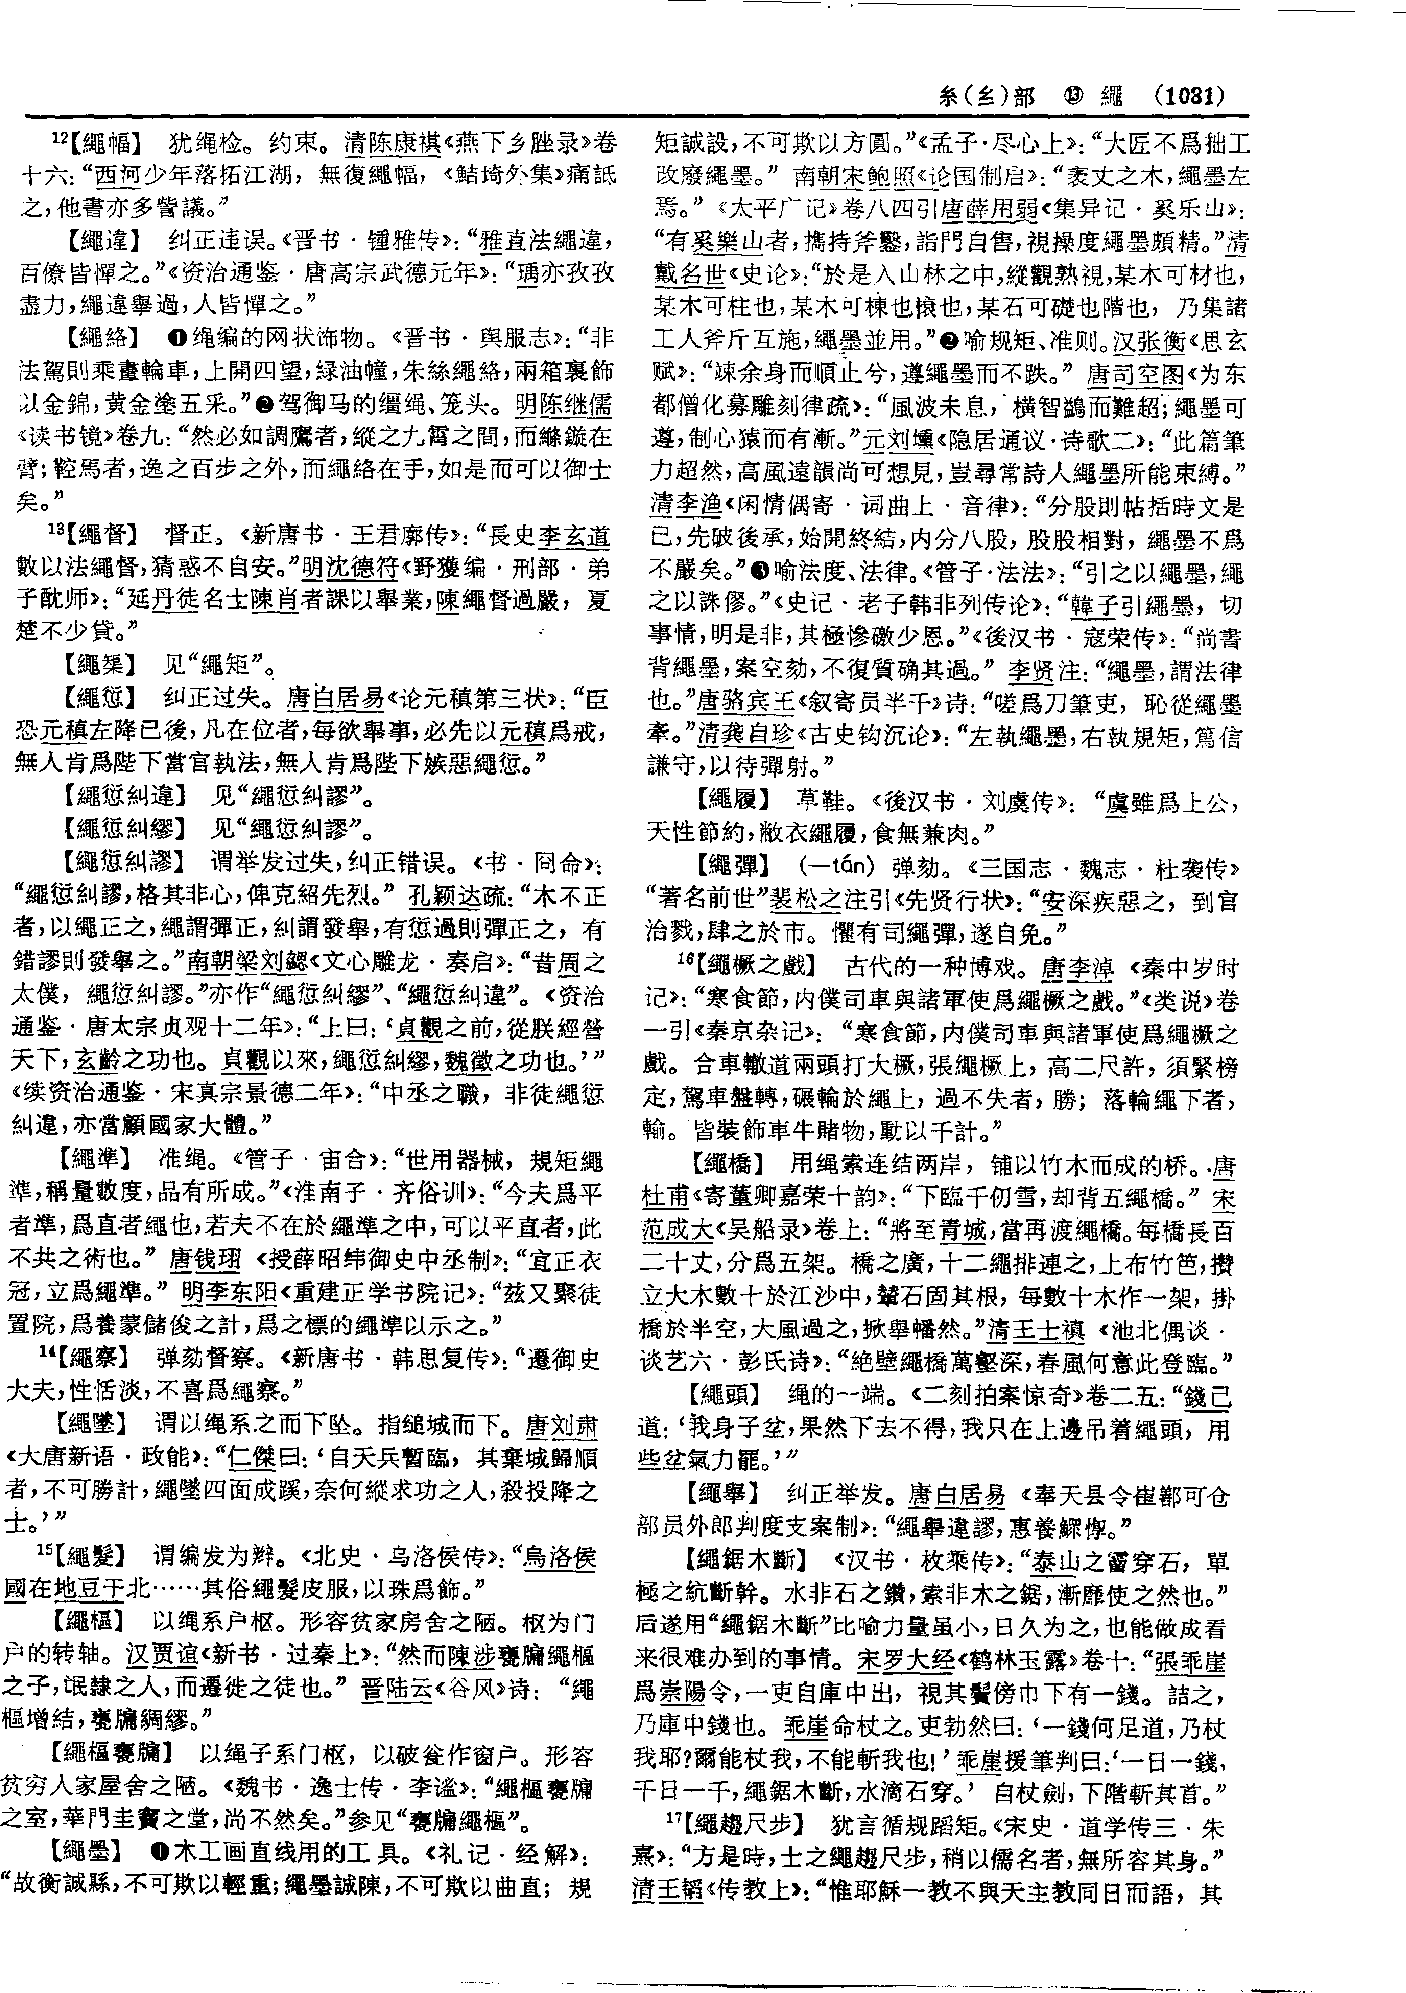 糸(纟)部 ⑬ 繩 (1031)
12【繩幅】 犹绳检。约束。清陈康祺《燕下乡脞录》卷
十六:“西河少年落拓江湖，無復繩幅，《鮚埼外集》痛詆
之，他書亦多訾議。”
【繩違】 纠正违误。《晋书·锺雅传》:“雅直法繩違，
百僚皆憚之。”《资治通鉴·唐高宗武德元年》:“瑀亦孜孜
盡力，繩違舉過，人皆憚之。”
【繩絡】 ❶绳编的网状饰物。《晋书·舆服志》:“非
法駕則乘畫輪車，上開四望，緑油幢，朱絲繩絡，兩箱裏飾
以金錦，黄金塗五采。”❷驾御马的缰绳、笼头。明陈继儒
《读书镜》卷九:“然必如調鷹者，縱之九霄之間，而縧鏇在
臂;鞚馬者，逸之百步之外，而繩絡在手，如是而可以御士
矣。”
13【繩督】 督正。《新唐书·王君廓传》:“長史李玄道
數以法繩督，猜惑不自安。”明沈德符《野獲编·刑部·弟
子酖师》:“延丹徒名士陳肖者課以舉業，陳繩督過嚴，夏
楚不少貸。”
【繩榘】 见“繩矩”。
【繩愆】 纠正过失。唐白居易《论元稹第三状》:“臣
恐元稹左降已後，凡在位者，每欲舉事，必先以元稹爲戒，
無人肯爲陛下當官執法，無人肯爲陛下嫉惡繩愆。”
【繩愆糾違】 见“繩愆糾謬”。
【繩愆糾繆】 见“繩愆糾謬”。
【繩愆糾謬】 谓举发过失，纠正错误。《书·冏命》:
“繩愆糾謬，格其非心，俾克紹先烈。” 孔颖达疏:“木不正
者，以繩正之，繩謂彈正，糾謂發舉，有愆過則彈正之，有
錯謬則發舉之。”南朝梁刘勰《文心雕龙·奏启》:“昔周之
太僕，繩愆糾謬。”亦作“繩愆糾繆”、“繩愆糾違”。《资治
通鉴·唐太宗贞观十二年》:“上曰:‘貞觀之前，從朕經營
天下，玄齡之功也。貞觀以來，繩愆糾繆，魏徵之功也。’”
《续资治通鉴·宋真宗景德二年》:“中丞之職，非徒繩愆
糾違，亦當顧國家大體。”
【繩準】 准绳。《管子·宙合》:“世用器械，規矩繩
準，稱量數度，品有所成。”《淮南子·齐俗训》:“今夫爲平
者準，爲直者繩也，若夫不在於繩準之中，可以平直者，此
不共之術也。” 唐钱珝《授薛昭纬御史中丞制》:“宜正衣
冠，立爲繩準。” 明李东阳《重建正学书院记》:“兹又聚徒
置院，爲養蒙儲俊之計，爲之標的繩準以示之。”
14【繩察】 弹劾督察。《新唐书·韩思复传》:“遷御史
大夫，性恬淡，不喜爲繩察。”
【繩墜】 谓以绳系之而下坠。指缒城而下。唐刘肃
《大唐新语·政能》:“仁傑曰:‘自天兵暫臨，其棄城歸順
者，不可勝計，繩墜四面成蹊，奈何縱求功之人，殺投降之
士。’”
15【繩髮】 谓编发为辫。《北史·乌洛侯传》:“烏洛侯
國在地豆于北……其俗繩髮皮服，以珠爲飾。”
【繩樞】 以绳系户枢。形容贫家房舍之陋。枢为门
户的转轴。汉贾谊《新书·过秦上》:“然而陳涉甕牖繩樞
之子，氓隸之人，而遷徙之徒也。” 晋陆云《谷风》诗:“繩
樞增結，甕牖綢繆。”
【繩樞甕牖】 以绳子系门枢，以破瓮作窗户。形容
贫穷人家屋舍之陋。《魏书·逸士传·李谧》:“繩樞甕牖
之室，蓽門圭竇之堂，尚不然矣。”参见“甕牖繩樞”。
【繩墨】 ❶木工画直线用的工具。《礼记·经解》:
“故衡誠縣，不可欺以輕重;繩墨誠陳，不可欺以曲直;規
矩誠設，不可欺以方圓。”《孟子·尽心上》:“大匠不爲拙工
改廢繩墨。” 南朝宋鲍照《论国制启》:“袤丈之木，繩墨左
焉。”《太平广记》卷八四引唐薛用弱《集异记·奚乐山》:
“有奚樂山者，携持斧鑿，詣門自售，視操度繩墨頗精。”清
戴名世《史论》:“於是入山林之中，縱觀熟視，某木可材也，
某木可柱也，某木可棟也榱也，某石可礎也階也，乃集諸
工人斧斤互施，繩墨並用。”❷喻规矩、准则。汉张衡《思玄
赋》:“竦余身而順止兮，遵繩墨而不跌。” 唐司空图《为东
都僧化募雕刻律疏》:“風波未息，横智鷁而難超;繩墨可
遵，制心猿而有漸。”元刘壎《隐居通议·诗歌二》:“此篇筆
力超然，高風遠韻尚可想見，豈尋常詩人繩墨所能束縛。”
清李渔《闲情偶寄·词曲上·音律》:“分股則帖括時文是
已，先破後承，始開終結，内分八股，股股相對，繩墨不爲
不嚴矣。”❸喻法度、法律。《管子·法法》:“引之以繩墨，繩
之以誅僇。”《史记·老子韩非列传论》:“韓子引繩墨，切
事情，明是非，其極慘礉少恩。”《後汉书·寇荣传》:“尚書
背繩墨，案空劾，不復質确其過。” 李贤注:“繩墨，謂法律
也。”唐骆宾王《叙寄员半千》诗:“嗟爲刀筆吏，恥從繩墨
牽。”清龚自珍《古史钩沉论》:“左執繩墨，右執規矩，篤信
謙守，以待彈射。”
【繩履】 草鞋。《後汉书·刘虞传》:“虞雖爲上公，
天性節約，敝衣繩履，食無兼肉。”
【繩彈】 (—tán) 弹劾。《三国志·魏志·杜袭传》
“著名前世”裴松之注引《先贤行状》:“安深疾惡之，到官
治戮，肆之於市。懼有司繩彈，遂自免。”
16【繩橛之戲】 古代的一种博戏。唐李淖《秦中岁时
记》:“寒食節，内僕司車與諸軍使爲繩橛之戲。”《类说》卷
一引《秦京杂记》:“寒食節，内僕司車與諸軍使爲繩橛之
戲。合車轍道兩頭打大橛，張繩橛上，高二尺許，須緊榜
定，駕車盤轉，碾輪於繩上，過不失者，勝;落輪繩下者，
輸。皆裝飾車牛賭物，動以千計。”
【繩橋】 用绳索连结两岸，铺以竹木而成的桥。唐
杜甫《寄董卿嘉荣十韵》:“下臨千仞雪，却背五繩橋。” 宋
范成大《吴船录》卷上:“將至青城，當再渡繩橋。每橋長百
二十丈，分爲五架。橋之廣，十二繩排連之，上布竹笆，攢
立大木數十於江沙中，輦石固其根，每數十木作一架，掛
橋於半空，大風過之，掀舉幡然。”清王士禛《池北偶谈·
谈艺六·彭氏诗》:“絶壁繩橋萬壑深，春風何意此登臨。”
【繩頭】 绳的一端。《二刻拍案惊奇》卷二五:“錢己
道:‘我身子坌，果然下去不得，我只在上邊吊着繩頭，用
些坌氣力罷。’”
【繩舉】 纠正举发。唐白居易《奉天县令崔鄯可仓
部员外郎判度支案制》:“繩舉違謬，惠養鰥惸。”
【繩鋸木斷】 《汉书·枚乘传》:“泰山之霤穿石，單
極之統斷幹。水非石之鑽，索非木之鋸，漸靡使之然也。”
后遂用“繩鋸木斷”比喻力量虽小，日久为之，也能做成看
来很难办到的事情。宋罗大经《鹤林玉露》卷十:“張乖崖
爲崇陽令，一吏自庫中出，視其鬢傍巾下有一錢。詰之，
乃庫中錢也。乖崖命杖之。吏勃然曰:‘一錢何足道，乃杖
我耶?爾能杖我，不能斬我也!’乖崖援筆判曰:‘一日一錢，
千日一千，繩鋸木斷，水滴石穿。’ 自杖劍，下階斬其首。”
17【繩趨尺步】 犹言循规蹈矩。《宋史·道学传三·朱
熹》:“方是時，士之繩趨尺步，稍以儒名者，無所容其身。”
清王韬《传教上》:“惟耶穌一教不與天主教同日而語，其